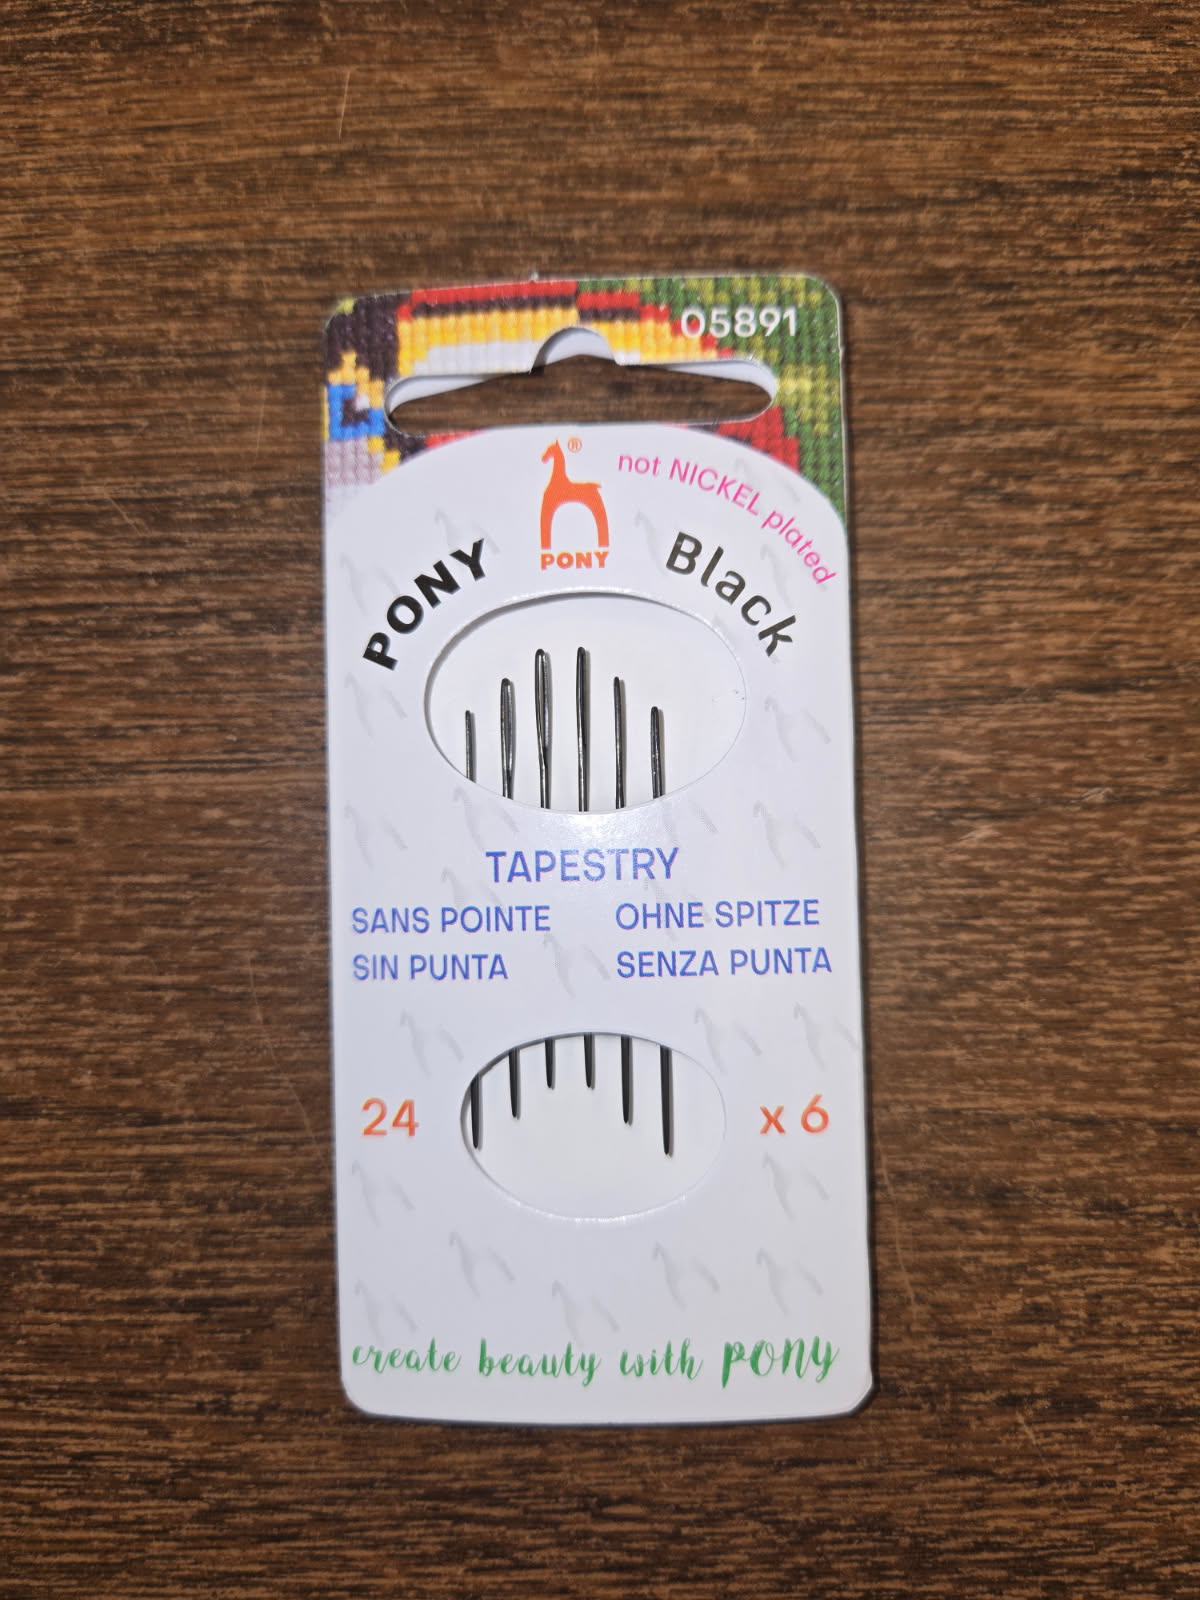 05891
®
PONY
not NICKEL plated
PONY Black
TAPESTRY
SANS POINTE OHNE SPITZE
SIN PUNTA SENZA PUNTA
24 x 6
create beauty with PONY